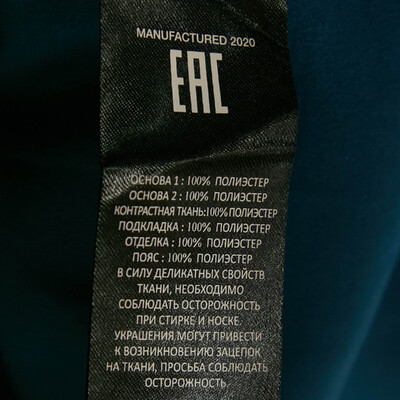 MANUFACTURED 2020
EAC
ОСНОВА 1 : 100% ПОЛИЭСТЕР
ОСНОВА 2 : 100% ПОЛИЭСТЕР
КОНТРАСТНАЯ ТКАНЬ:100% ПОЛИЭСТЕР
ПОДКЛАДКА : 100% ПОЛИЭСТЕР
ОТДЕЛКА : 100% ПОЛИЭСТЕР
ПОЯС : 100% ПОЛИЭСТЕР
В СИЛУ ДЕЛИКАТНЫХ СВОЙСТВ
ТКАНИ, НЕОБХОДИМО
СОБЛЮДАТЬ ОСТОРОЖНОСТЬ
ПРИ СТИРКЕ И НОСКЕ.
УКРАШЕНИЯ МОГУТ ПРИВЕСТИ
К ВОЗНИКНОВЕНИЮ ЗАЦЕПОК
НА ТКАНИ, ПРОСЬБА СОБЛЮДАТЬ
ОСТОРОЖНОСТЬ.